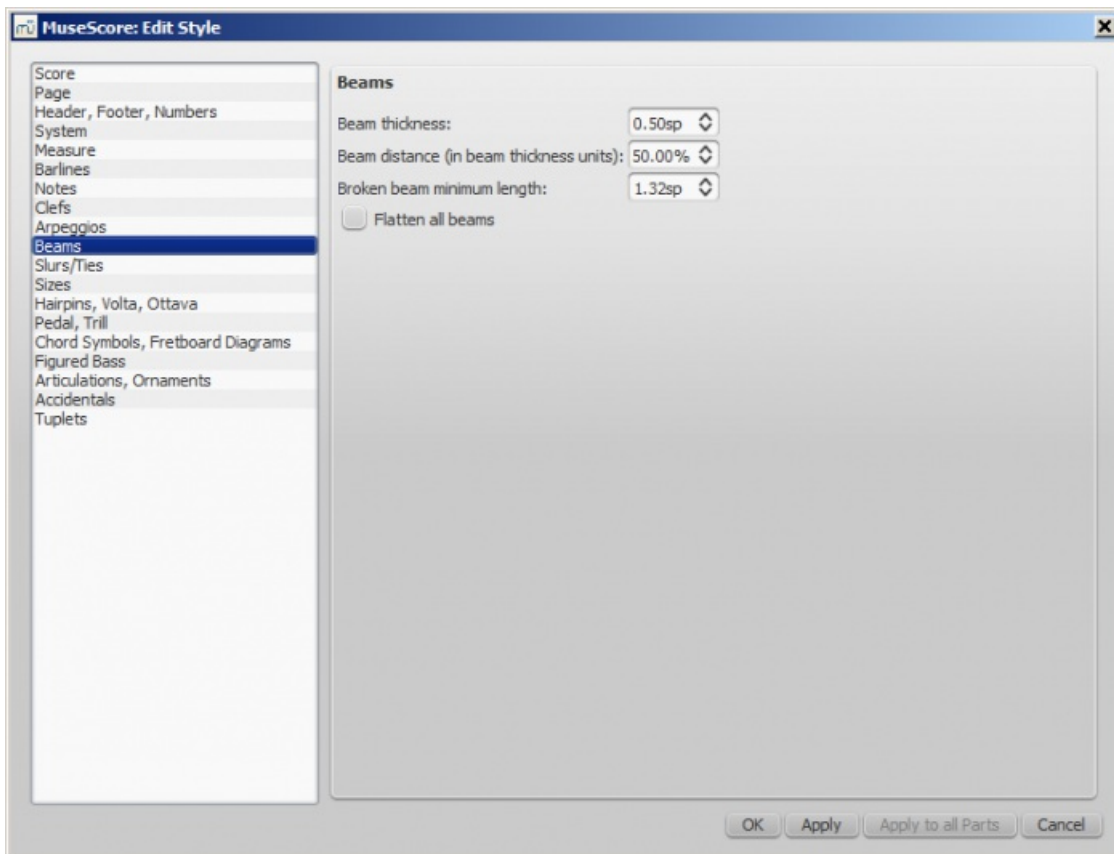 MuseScore: Edit Style
Score
Page
Header, Footer, Numbers
System
Measure
Barlines
Notes
Clefs
Arpeggios
Beams
Slurs/Ties
Sizes
Hairpins, Volta, Ottava
Pedal, Trill
Chord Symbols, Fretboard Diagrams
Figured Bass
Articulations, Ornaments
Accidentals
Tuplets
Beams
Beam thickness: 0.50sp
Beam distance (in beam thickness units): 50.00%
Broken beam minimum length: 1.32sp
Flatten all beams
OK Apply Apply to all Parts Cancel